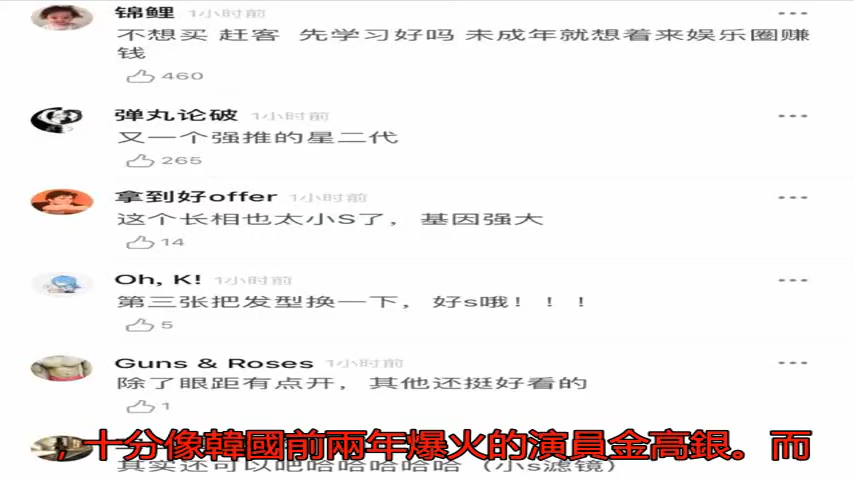 锦鲤 1小时前
不想买 赶客 先学习好吗 未成年就想着来娱乐圈赚
钱
460
弹丸论破 1小时前
又一个强推的星二代
265
拿到好offer 1小时前
这个长相也太小S了，基因强大
14
Oh, K! 1小时前
第三张把发型换一下，好s哦！！！
5
Guns & Roses 1小时前
除了眼距有点开，其他还挺好看的
1
，十分像韓國前兩年爆火的演員金高銀。而
其实还可以吧哈哈哈哈哈（小s滤镜）